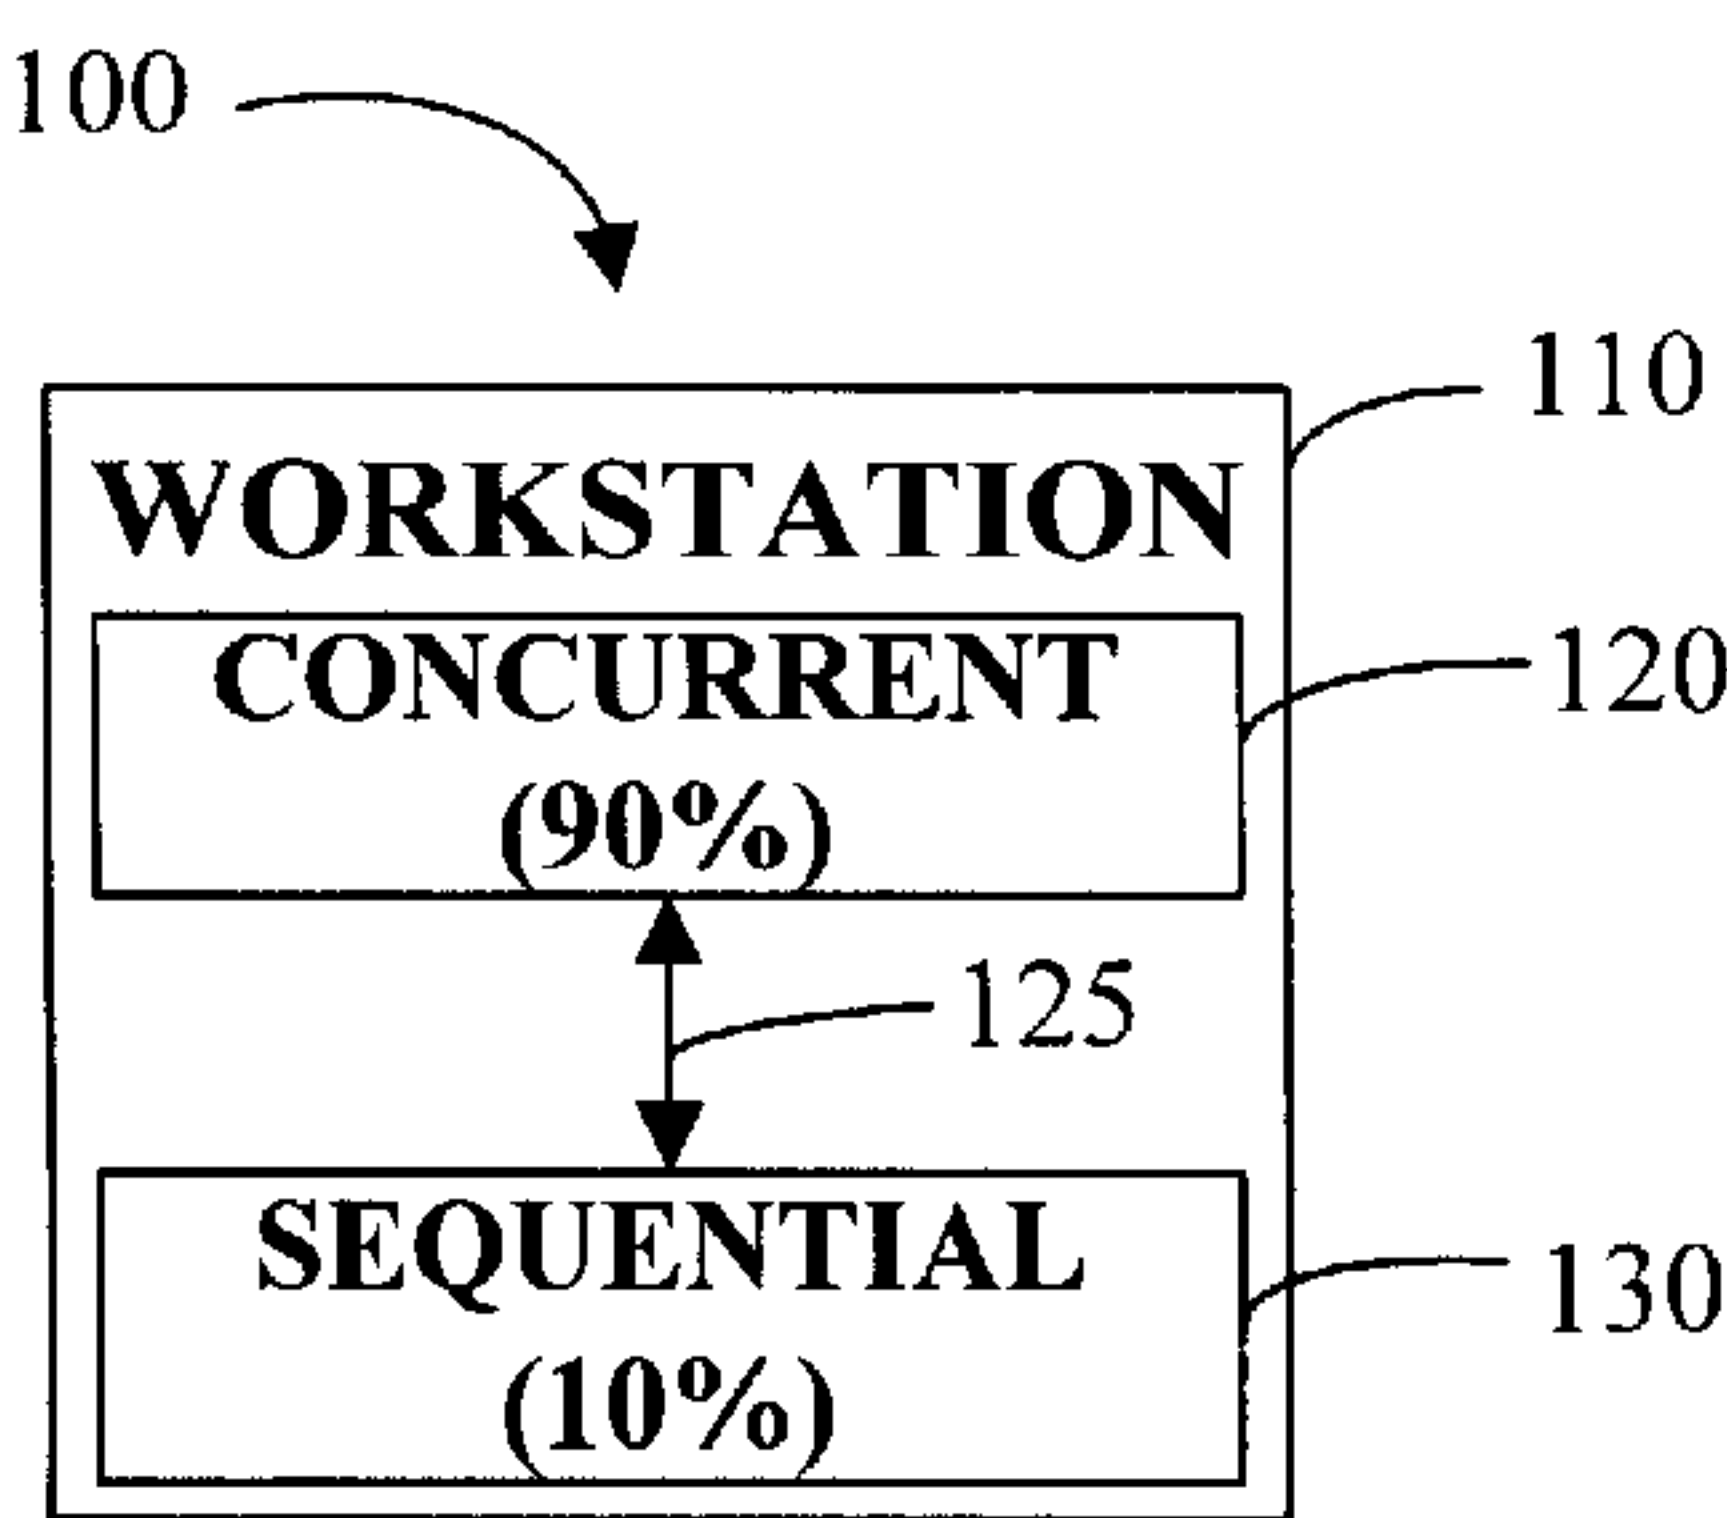 100
110
WORKSTATION
CONCURRENT
120
(90%)
125
SEQUENTIAL
130
(10%)